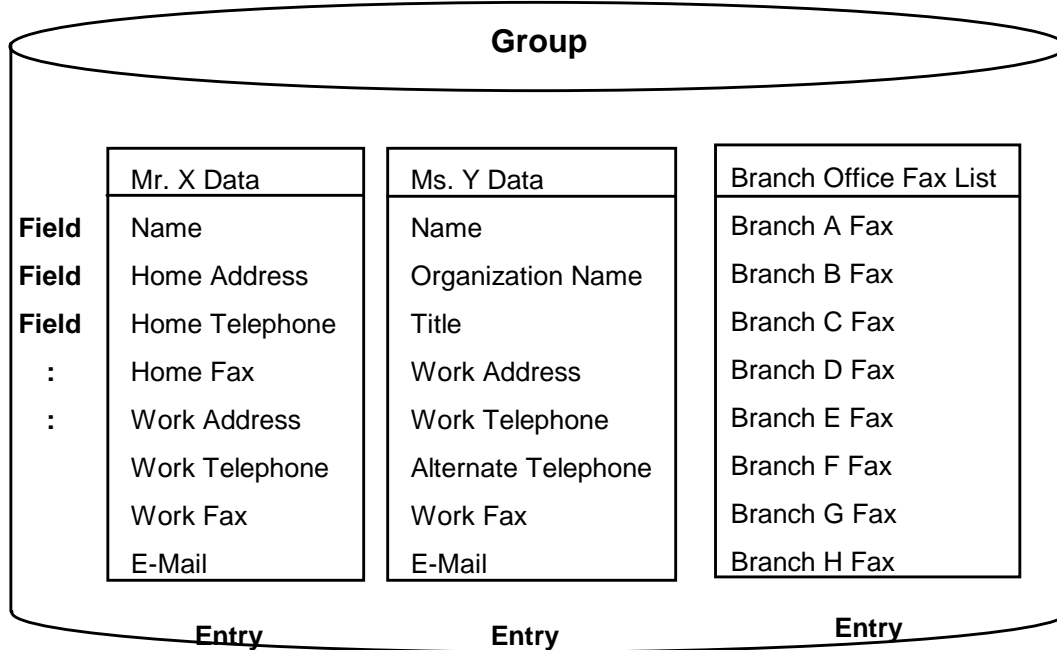 Group
Mr. X Data Ms. Y Data Branch Office Fax List
Field Name Name Branch A Fax
Field Home Address Organization Name Branch B Fax
Field Home Telephone Title Branch C Fax
: Home Fax Work Address Branch D Fax
: Work Address Work Telephone Branch E Fax
Work Telephone Alternate Telephone Branch F Fax
Work Fax Work Fax Branch G Fax
E-Mail E-Mail Branch H Fax
Entry Entry Entry